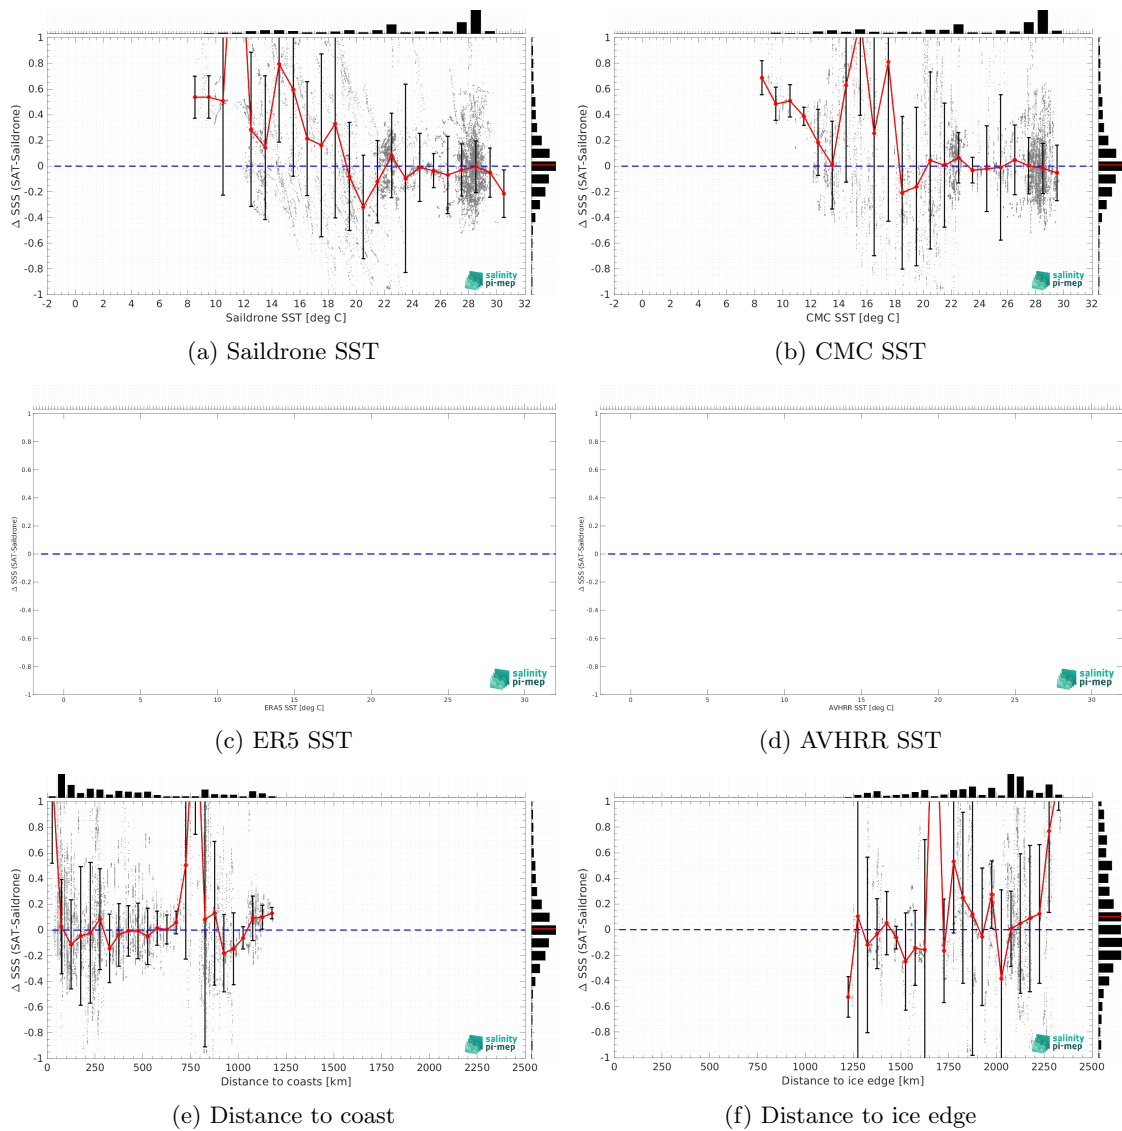 1
0.8
0.6
0.4
0.2
0
-0.2
-0.4
-0.6
-0.8
-1
Δ SSS (SAT-Saildrone)
-2 0 2 4 6 8 10 12 14 16 18 20 22 24 26 28 30 32
Saildrone SST [deg C]
salinity
pi-mep
(a) Saildrone SST
1
0.8
0.6
0.4
0.2
0
-0.2
-0.4
-0.6
-0.8
-1
Δ SSS (SAT-Saildrone)
-2 0 2 4 6 8 10 12 14 16 18 20 22 24 26 28 30 32
CMC SST [deg C]
salinity
pi-mep
(b) CMC SST
1
0.8
0.6
0.4
0.2
0
-0.2
-0.4
-0.6
-0.8
-1
Δ SSS (SAT-Saildrone)
0 5 10 15 20 25 30
ERA5 SST [deg C]
salinity
pi-mep
(c) ER5 SST
1
0.8
0.6
0.4
0.2
0
-0.2
-0.4
-0.6
-0.8
-1
Δ SSS (SAT-Saildrone)
0 5 10 15 20 25 30
AVHRR SST [deg C]
salinity
pi-mep
(d) AVHRR SST
1
0.8
0.6
0.4
0.2
0
-0.2
-0.4
-0.6
-0.8
-1
Δ SSS (SAT-Saildrone)
0 250 500 750 1000 1250 1500 1750 2000 2250 2500
Distance to coasts [km]
salinity
pi-mep
(e) Distance to coast
1
0.8
0.6
0.4
0.2
0
-0.2
-0.4
-0.6
-0.8
-1
Δ SSS (SAT-Saildrone)
0 250 500 750 1000 1250 1500 1750 2000 2250 2500
Distance to ice edge [km]
salinity
pi-mep
(f) Distance to ice edge